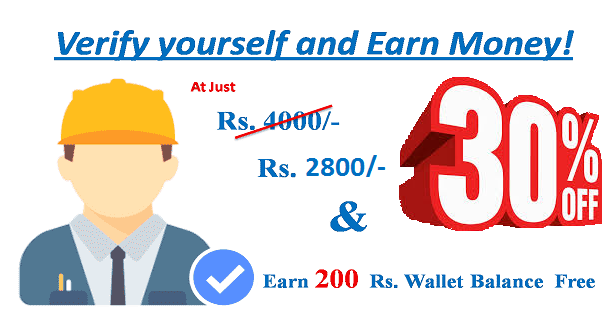 Verify yourself and Earn Money!
At Just
Rs. 4000/-
Rs. 2800/-
&
30% OFF
Earn 200 Rs. Wallet Balance Free